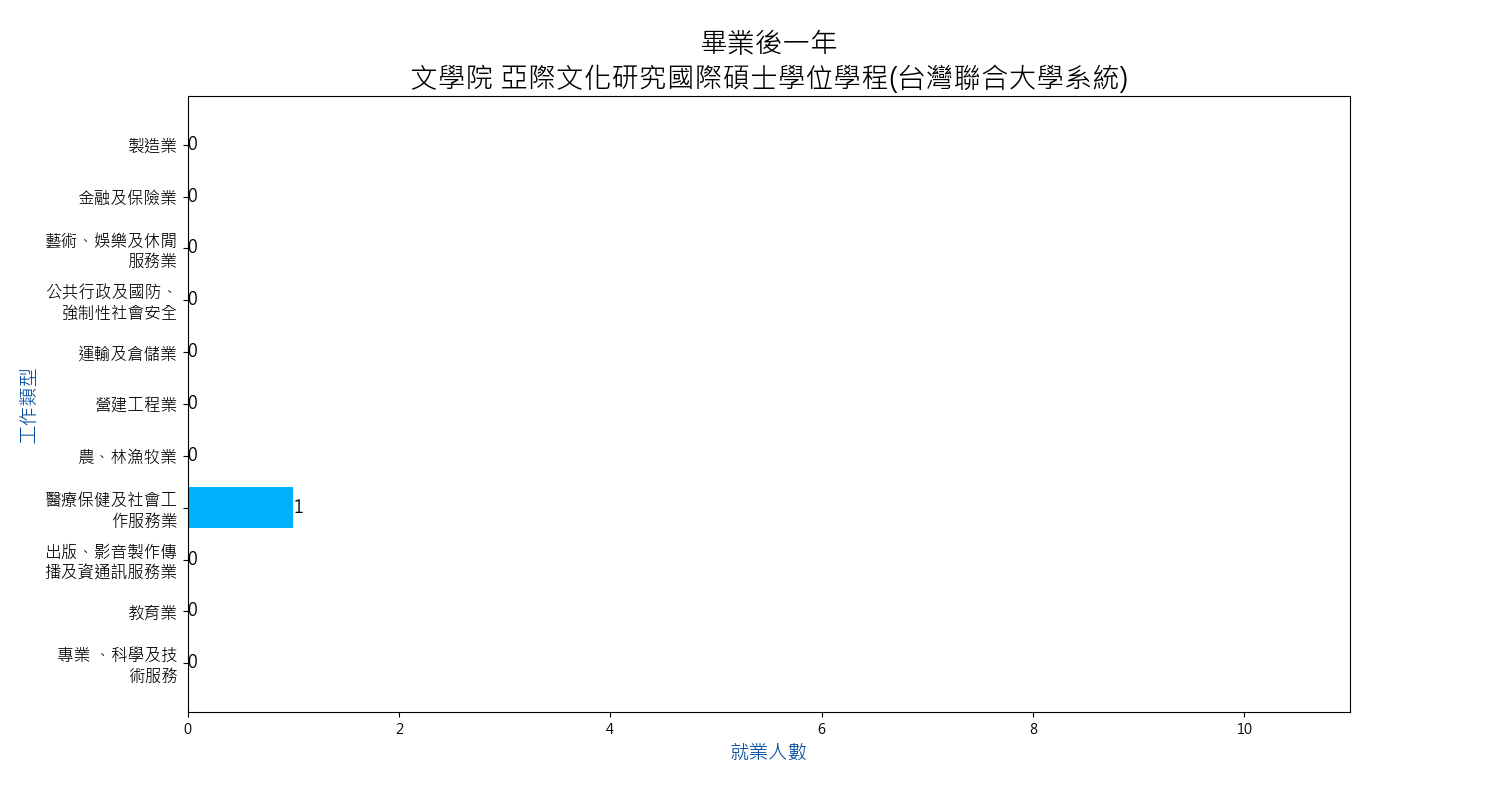 畢業後一年
文學院 亞際文化研究國際碩士學位學程(台灣聯合大學系統)
工作類型
製造業 0
金融及保險業 0
藝術、娛樂及休閒
服務業 0
公共行政及國防、
強制性社會安全 0
運輸及倉儲業 0
營建工程業 0
農、林漁牧業 0
醫療保健及社會工
作服務業 1
出版、影音製作傳
播及資通訊服務業 0
教育業 0
專業 、科學及技
術服務 0
0 2 4 6 8 10
就業人數